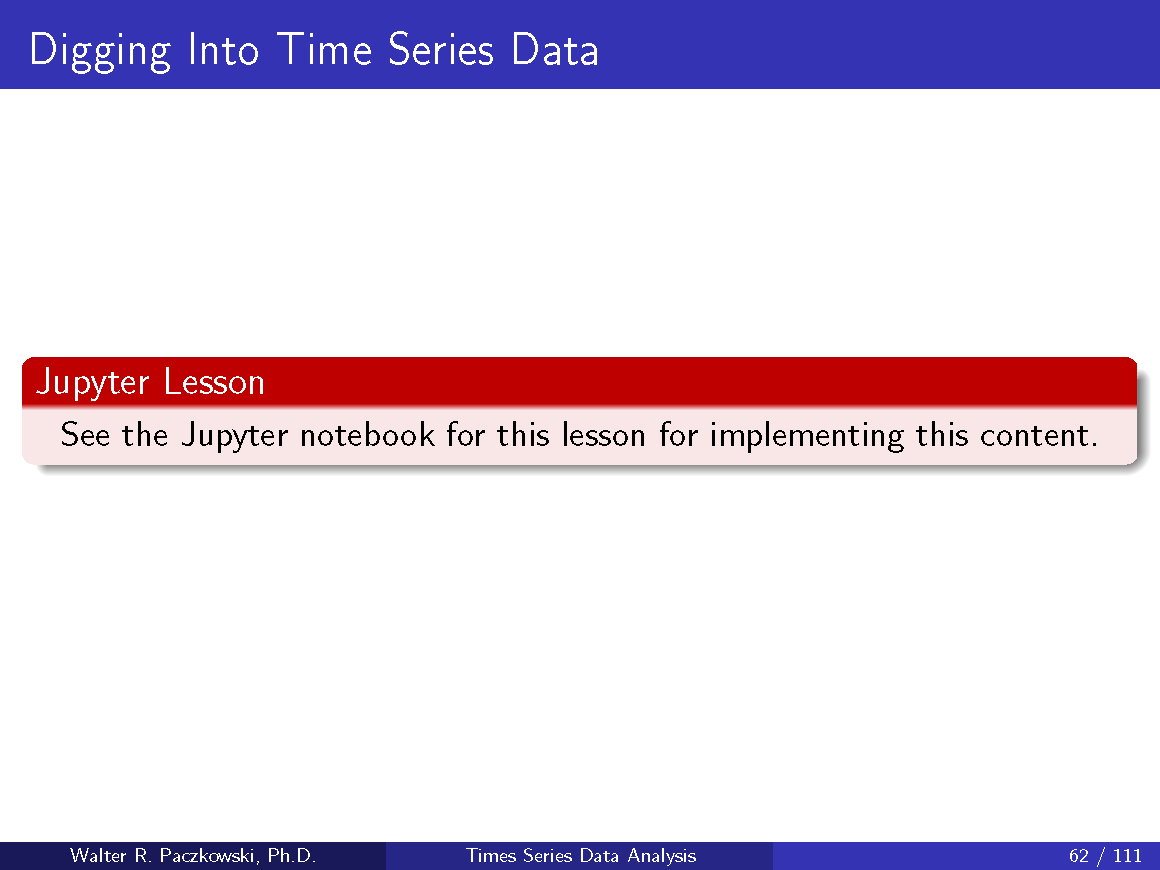 Digging Into Time Series Data
Jupyter Lesson
See the Jupyter notebook for this lesson for implementing this content.
Walter R. Paczkowski, Ph.D.
Times Series Data Analysis
62 / 111